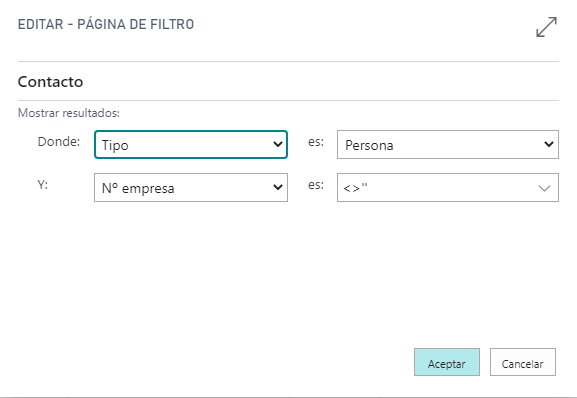 EDITAR - PÁGINA DE FILTRO
Contacto
Mostrar resultados:
Donde: Tipo es: Persona
Y: Nº empresa es: <>''
Aceptar Cancelar